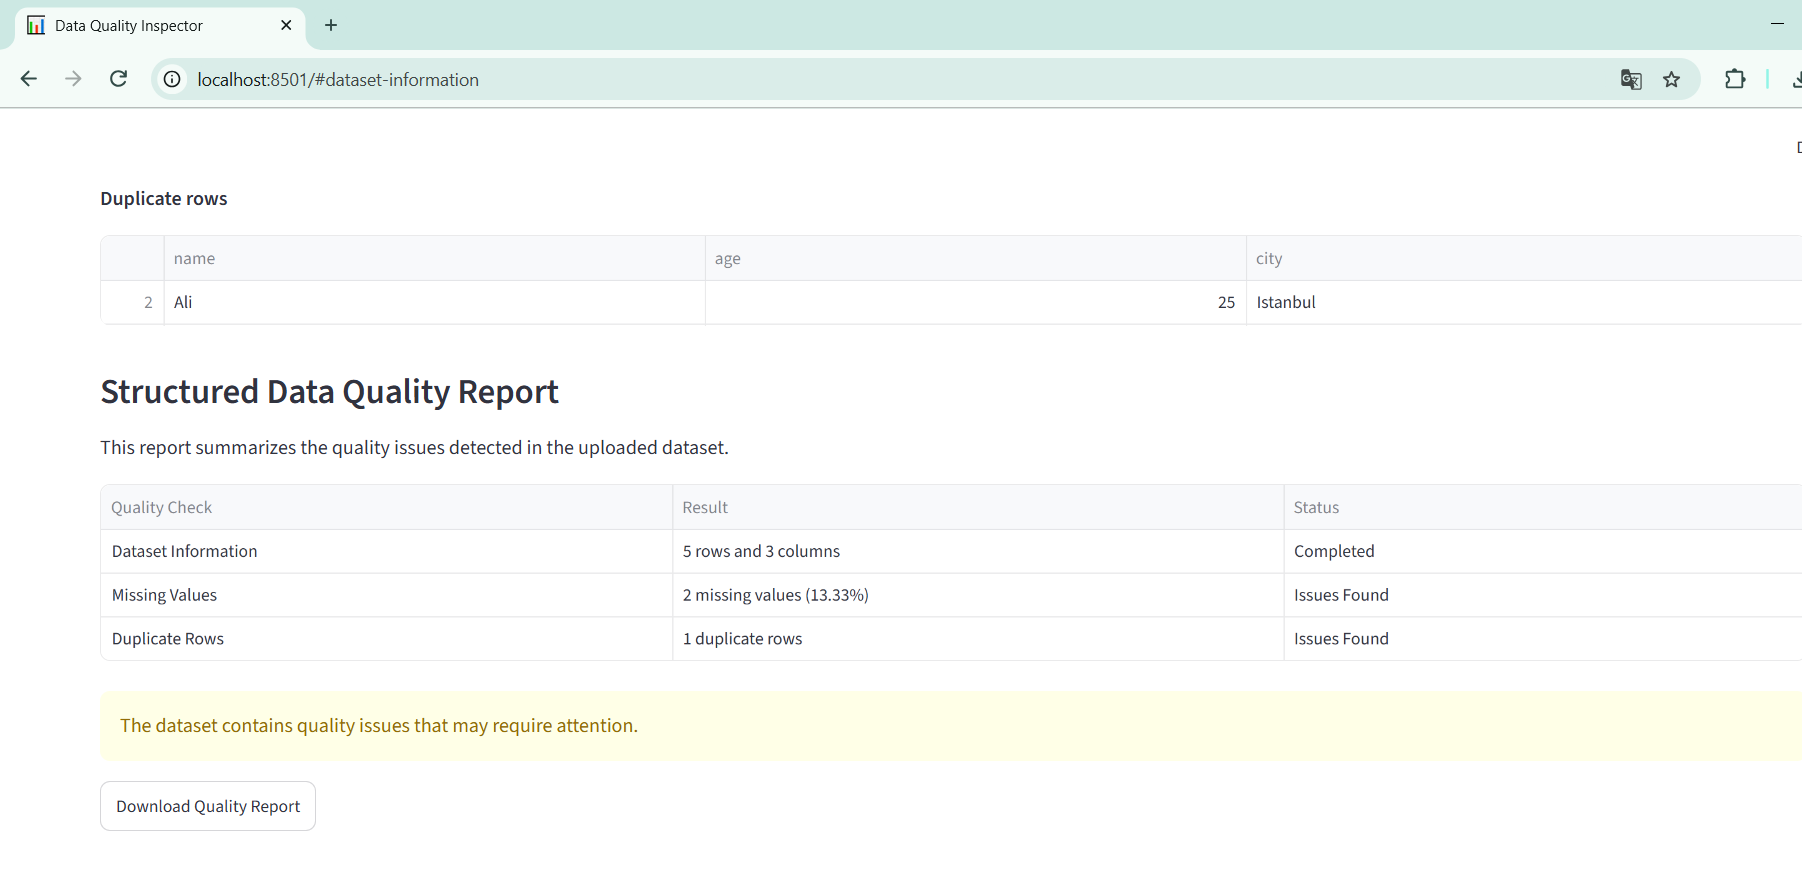 Data Quality Inspector
localhost:8501/#dataset-information
Duplicate rows
name age city
2 Ali 25 Istanbul
Structured Data Quality Report
This report summarizes the quality issues detected in the uploaded dataset.
Quality Check Result Status
Dataset Information 5 rows and 3 columns Completed
Missing Values 2 missing values (13.33%) Issues Found
Duplicate Rows 1 duplicate rows Issues Found
The dataset contains quality issues that may require attention.
Download Quality Report